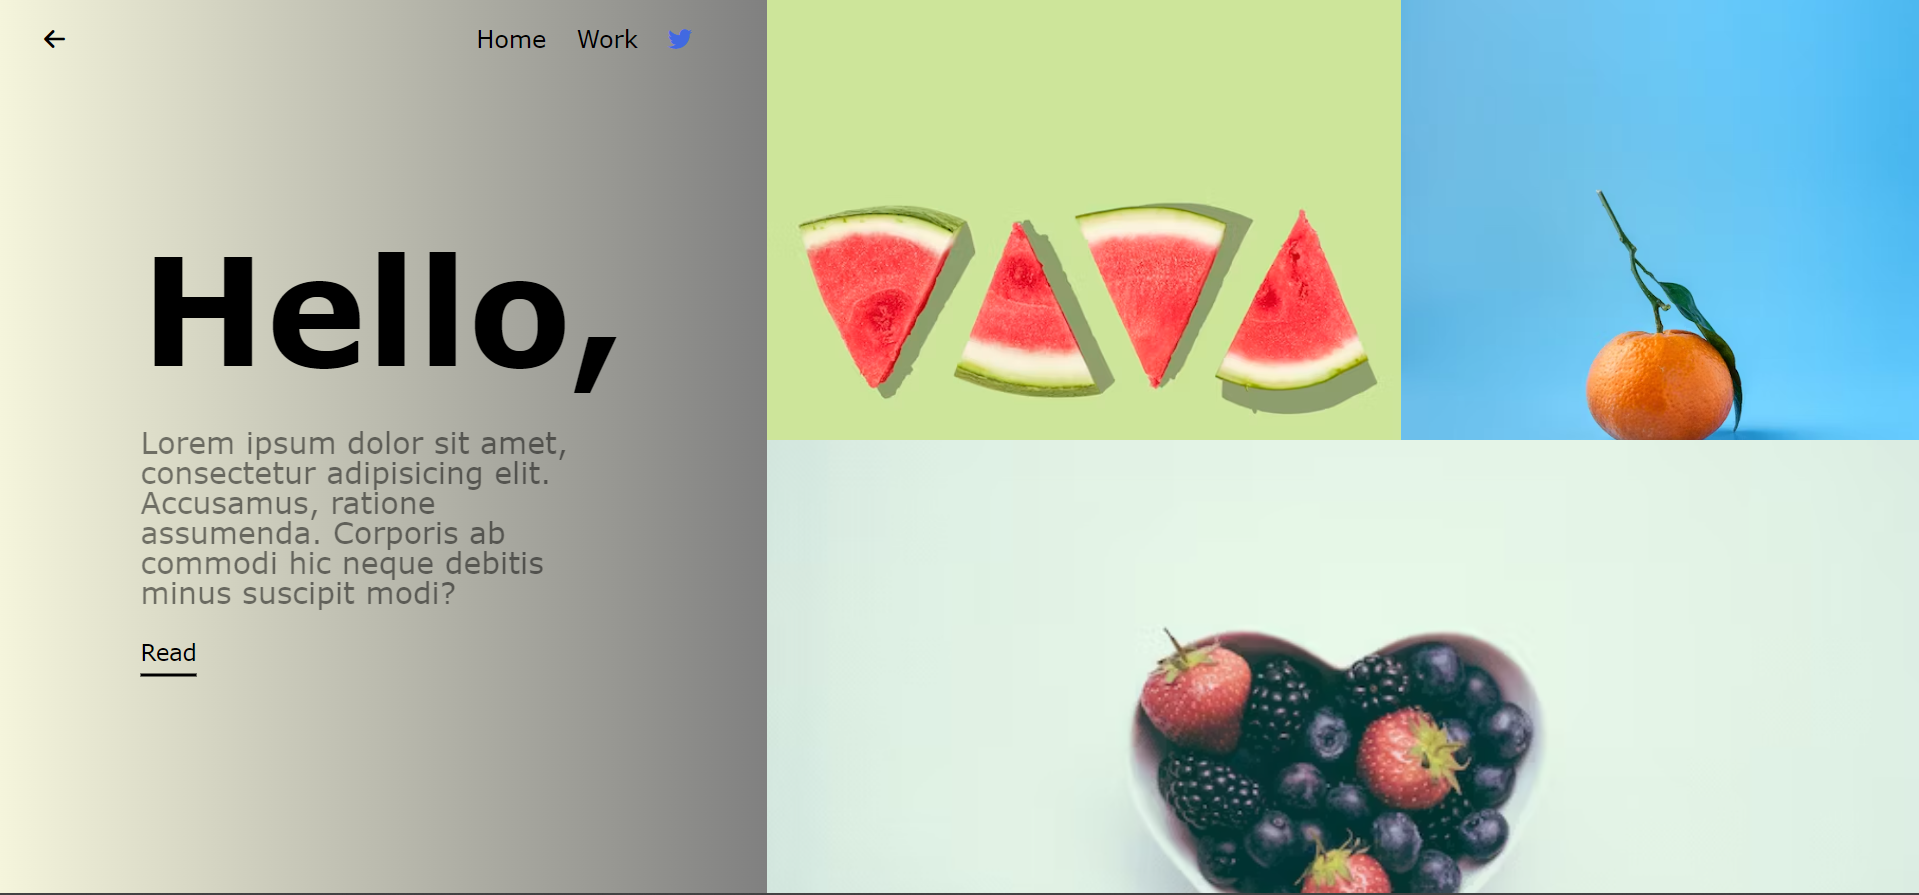 Home Work
Hello,
Lorem ipsum dolor sit amet,
consectetur adipisicing elit.
Accusamus, ratione
assumenda. Corporis ab
commodi hic neque debitis
minus suscipit modi?
Read